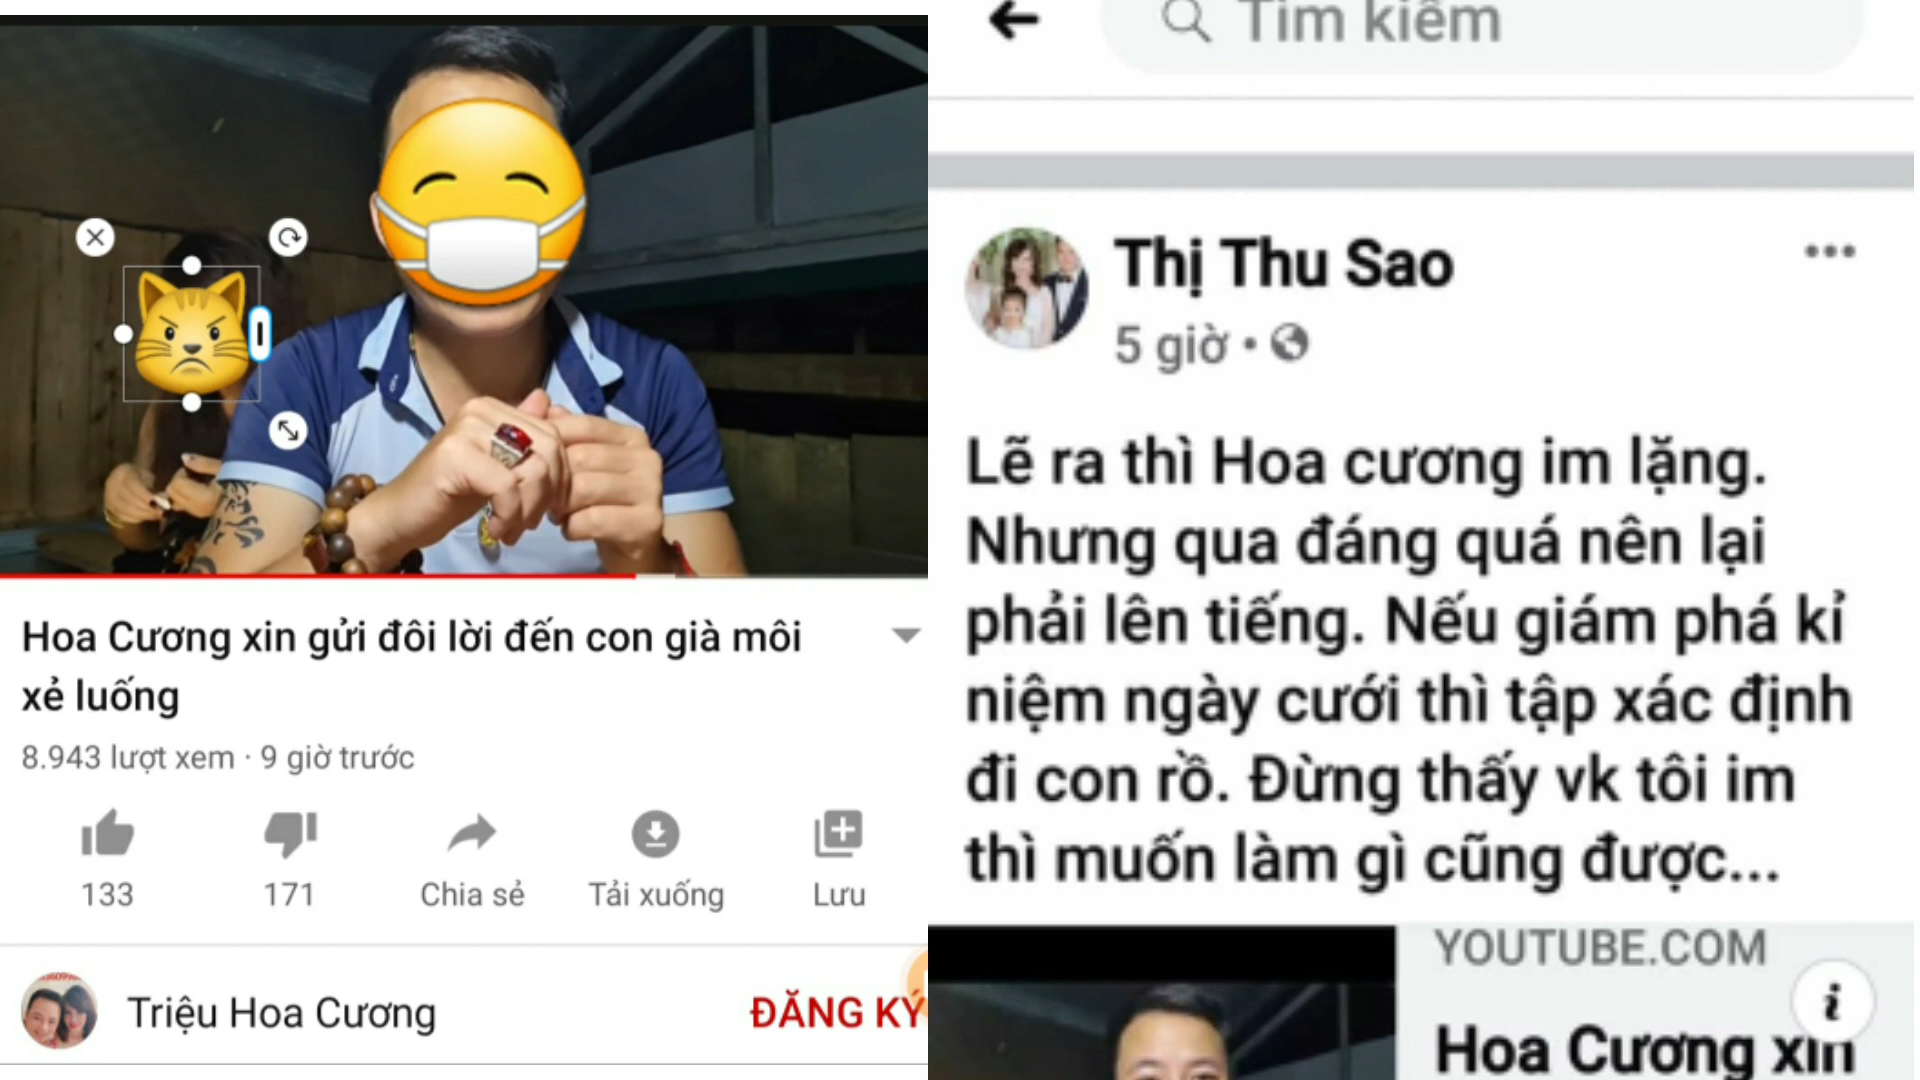 Hoa Cương xin gửi đôi lời đến con già môi
xẻ luống
8.943 lượt xem · 9 giờ trước
133
171
Chia sẻ
Tải xuống
Lưu
Triệu Hoa Cương
ĐĂNG KÝ
Tìm kiếm
Thị Thu Sao
5 giờ ·
Lẽ ra thì Hoa cương im lặng.
Nhưng qua đáng quá nên lại
phải lên tiếng. Nếu giám phá kỉ
niệm ngày cưới thì tập xác định
đi con rồ. Đừng thấy vk tôi im
thì muốn làm gì cũng được...
YOUTUBE.COM
Hoa Cương xin